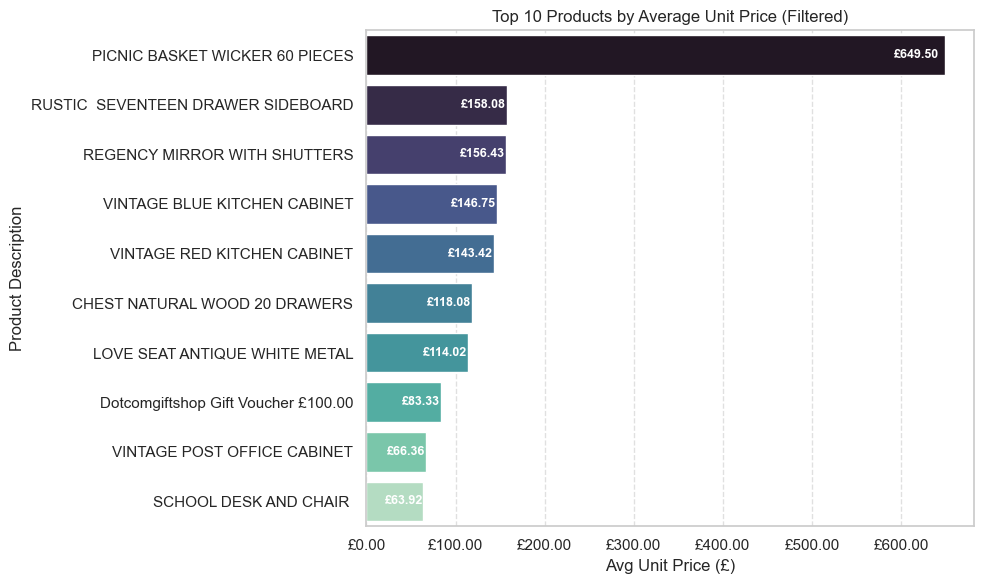 Top 10 Products by Average Unit Price (Filtered)
PICNIC BASKET WICKER 60 PIECES £649.50
RUSTIC  SEVENTEEN DRAWER SIDEBOARD £158.08
REGENCY MIRROR WITH SHUTTERS £156.43
VINTAGE BLUE KITCHEN CABINET £146.75
VINTAGE RED KITCHEN CABINET £143.42
CHEST NATURAL WOOD 20 DRAWERS £118.08
LOVE SEAT ANTIQUE WHITE METAL £114.02
Dotcomgiftshop Gift Voucher £100.00 £83.33
VINTAGE POST OFFICE CABINET £66.36
SCHOOL DESK AND CHAIR £63.92
Product Description
£0.00 £100.00 £200.00 £300.00 £400.00 £500.00 £600.00
Avg Unit Price (£)